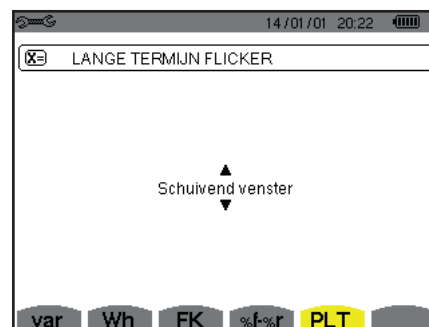 14/01/01 20:22
X= LANGE TERMIJN FLICKER
Schuivend venster
var Wh FK %f-%r PLT